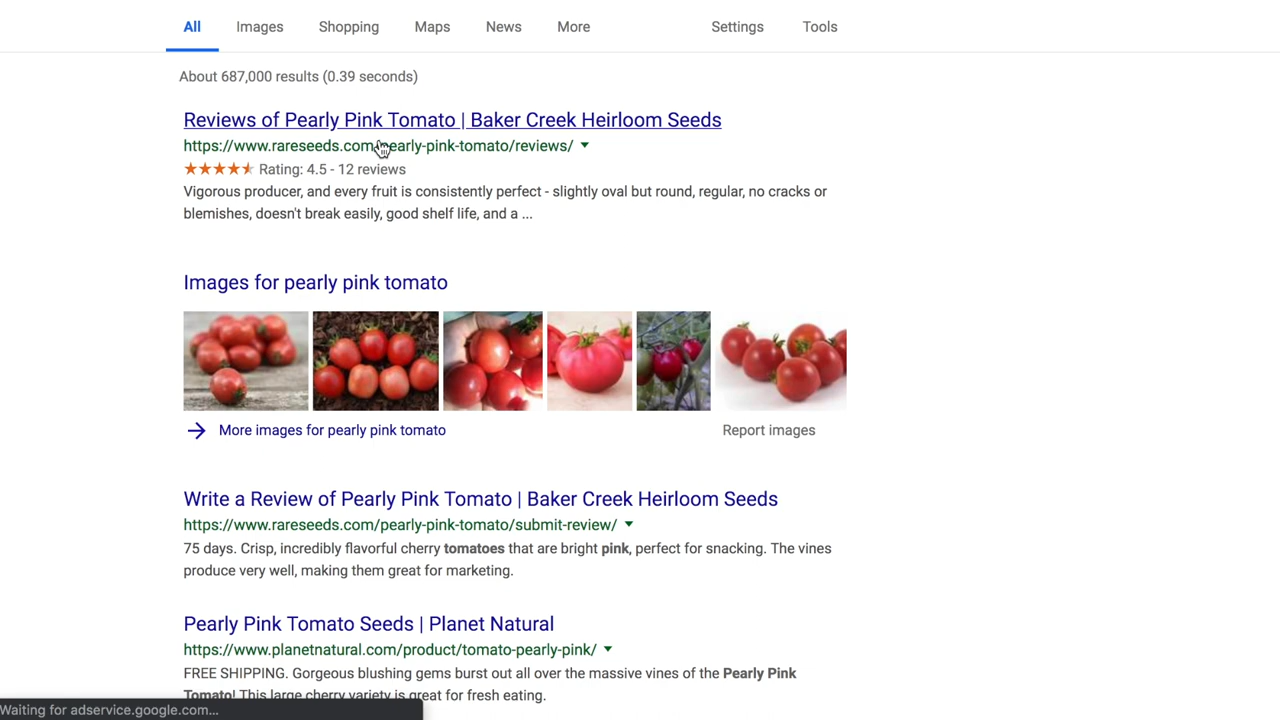 All Images Shopping Maps News More Settings Tools
About 687,000 results (0.39 seconds)
Reviews of Pearly Pink Tomato | Baker Creek Heirloom Seeds
https://www.rareseeds.com/pearly-pink-tomato/reviews/
Rating: 4.5 - 12 reviews
Vigorous producer, and every fruit is consistently perfect - slightly oval but round, regular, no cracks or
blemishes, doesn't break easily, good shelf life, and a ...
Images for pearly pink tomato
More images for pearly pink tomato Report images
Write a Review of Pearly Pink Tomato | Baker Creek Heirloom Seeds
https://www.rareseeds.com/pearly-pink-tomato/submit-review/
75 days. Crisp, incredibly flavorful cherry tomatoes that are bright pink, perfect for snacking. The vines
produce very well, making them great for marketing.
Pearly Pink Tomato Seeds | Planet Natural
https://www.planetnatural.com/product/tomato-pearly-pink/
FREE SHIPPING. Gorgeous blushing gems burst out all over the massive vines of the Pearly Pink
Tomato! This large cherry variety is great for fresh eating.
Waiting for adservice.google.com...